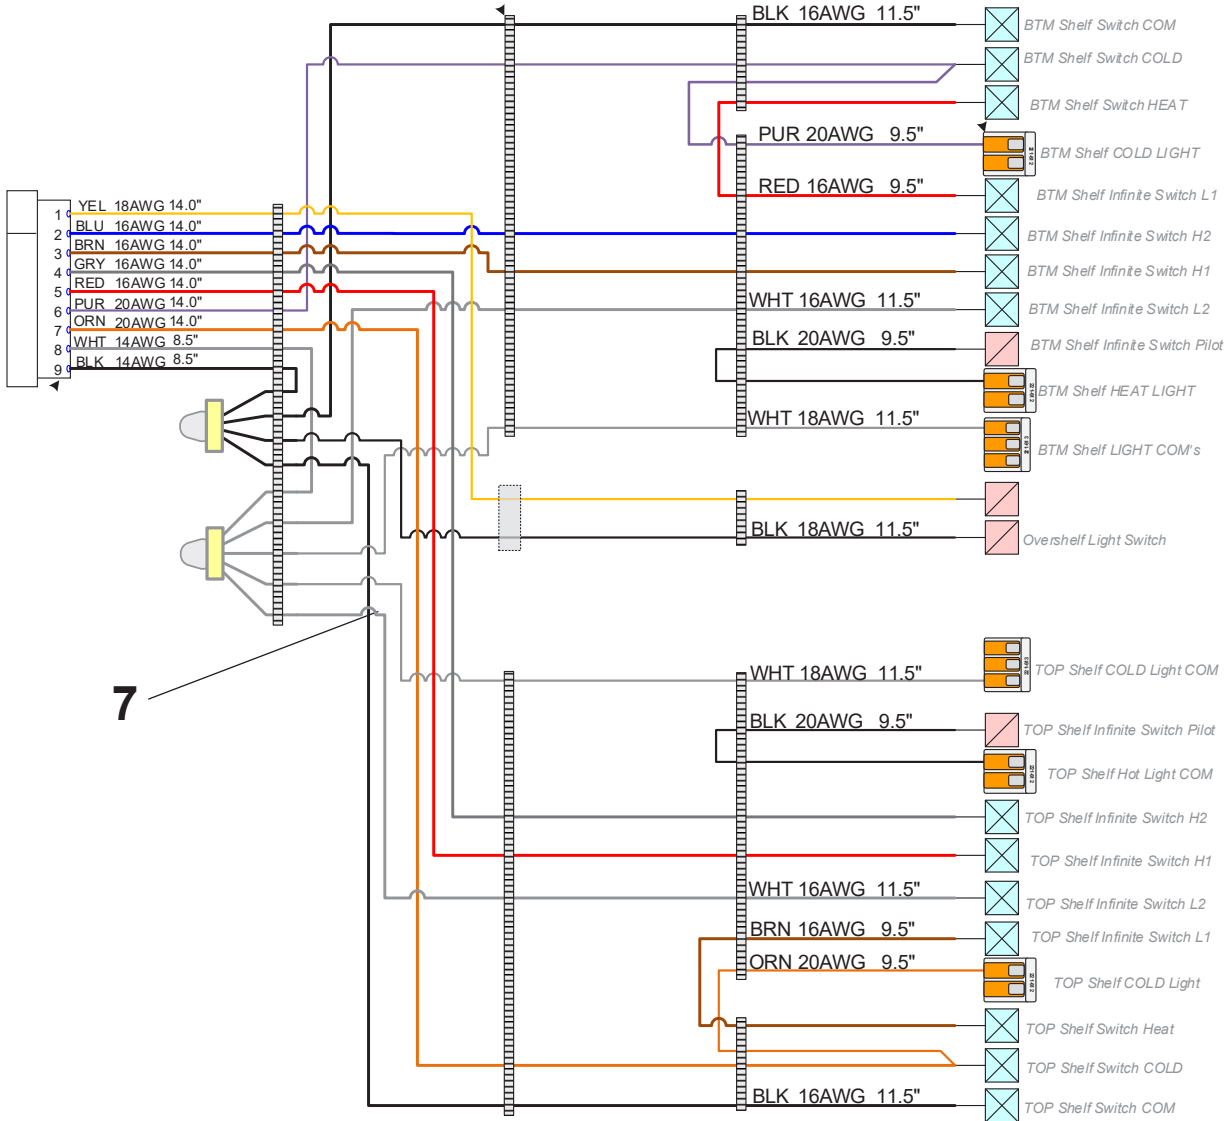 BLK 16AWG 11.5"
BTM Shelf Switch COM
BTM Shelf Switch COLD
BTM Shelf Switch HEAT
PUR 20AWG 9.5"
BTM Shelf COLD LIGHT
RED 16AWG 9.5"
BTM Shelf Infinite Switch L1
1 YEL 18AWG 14.0"
2 BLU 16AWG 14.0"
BTM Shelf Infinite Switch H2
3 BRN 16AWG 14.0"
4 GRY 16AWG 14.0"
BTM Shelf Infinite Switch H1
5 RED 16AWG 14.0"
6 PUR 20AWG 14.0"
WHT 16AWG 11.5"
BTM Shelf Infinite Switch L2
7 ORN 20AWG 14.0"
8 WHT 14AWG 8.5"
BLK 20AWG 9.5"
BTM Shelf Infinite Switch Pilot
9 BLK 14AWG 8.5"
BTM Shelf HEAT LIGHT
WHT 18AWG 11.5"
BTM Shelf LIGHT COM's
BLK 18AWG 11.5"
Overshelf Light Switch
7
WHT 18AWG 11.5"
TOP Shelf COLD Light COM
BLK 20AWG 9.5"
TOP Shelf Infinite Switch Pilot
TOP Shelf Hot Light COM
TOP Shelf Infinite Switch H2
TOP Shelf Infinite Switch H1
WHT 16AWG 11.5"
TOP Shelf Infinite Switch L2
BRN 16AWG 9.5"
TOP Shelf Infinite Switch L1
ORN 20AWG 9.5"
TOP Shelf COLD Light
TOP Shelf Switch Heat
TOP Shelf Switch COLD
BLK 16AWG 11.5"
TOP Shelf Switch COM